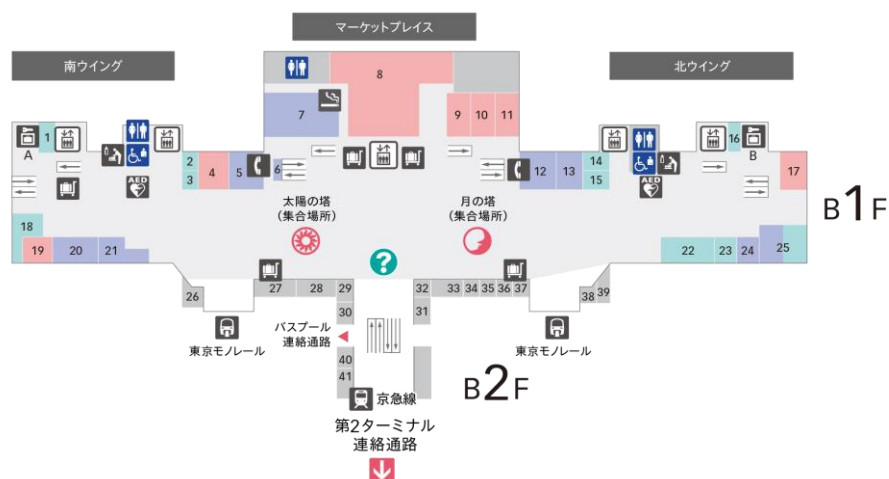 マーケットプレイス
南ウイング
北ウイング
8
7
9
10
11
1
A
AED
2
3
4
5
6
太陽の塔
(集合場所)
月の塔
(集合場所)
12
13
14
15
AED
16
B
17
B1F
18
19
20
21
?
22
23
24
25
26
27
28
29
30
32
31
33
34
35
36
37
38
39
東京モノレール
バスプール
連絡通路
東京モノレール
40
41
B2F
京急線
第2ターミナル
連絡通路